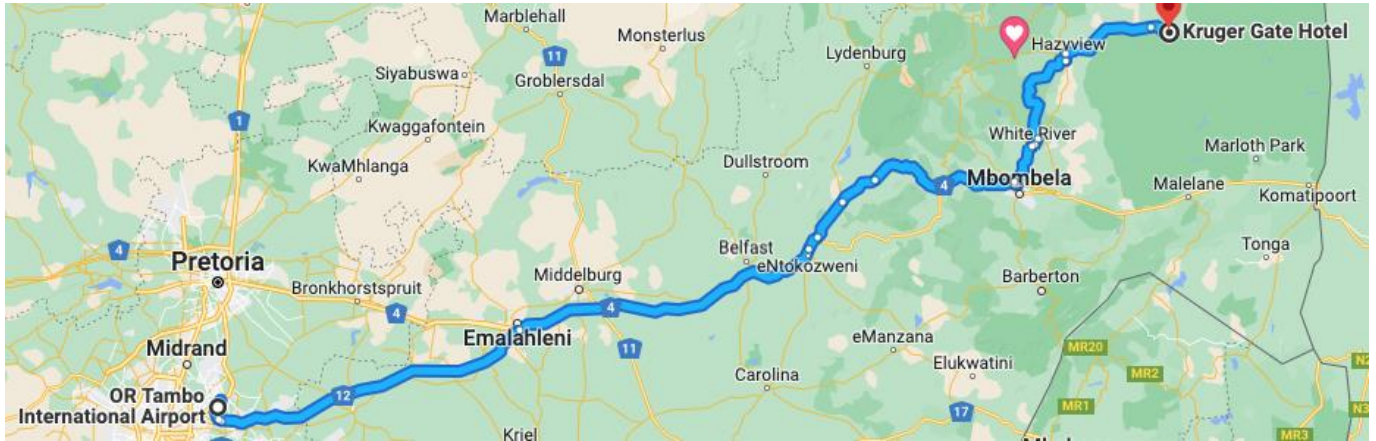 Marblehall
Monsterlus
11
Siyabuswa
Groblersdal
Lydenburg
Hazyview
Kruger Gate Hotel
1
Kwaggafontein
KwaMhlanga
Dullstroom
White River
Marloth Park
4
Mbombela
Malelane
Komatipoort
4
Pretoria
Belfast
eNtokozweni
Tonga
Bronkhorstspruit
Middelburg
Barberton
4
4
Emalahleni
Midrand
11
eManzana
MR20
Elukwatini
MR2
N2
OR Tambo
International Airport
12
Carolina
17
MR1
N3
Kriel
MR3